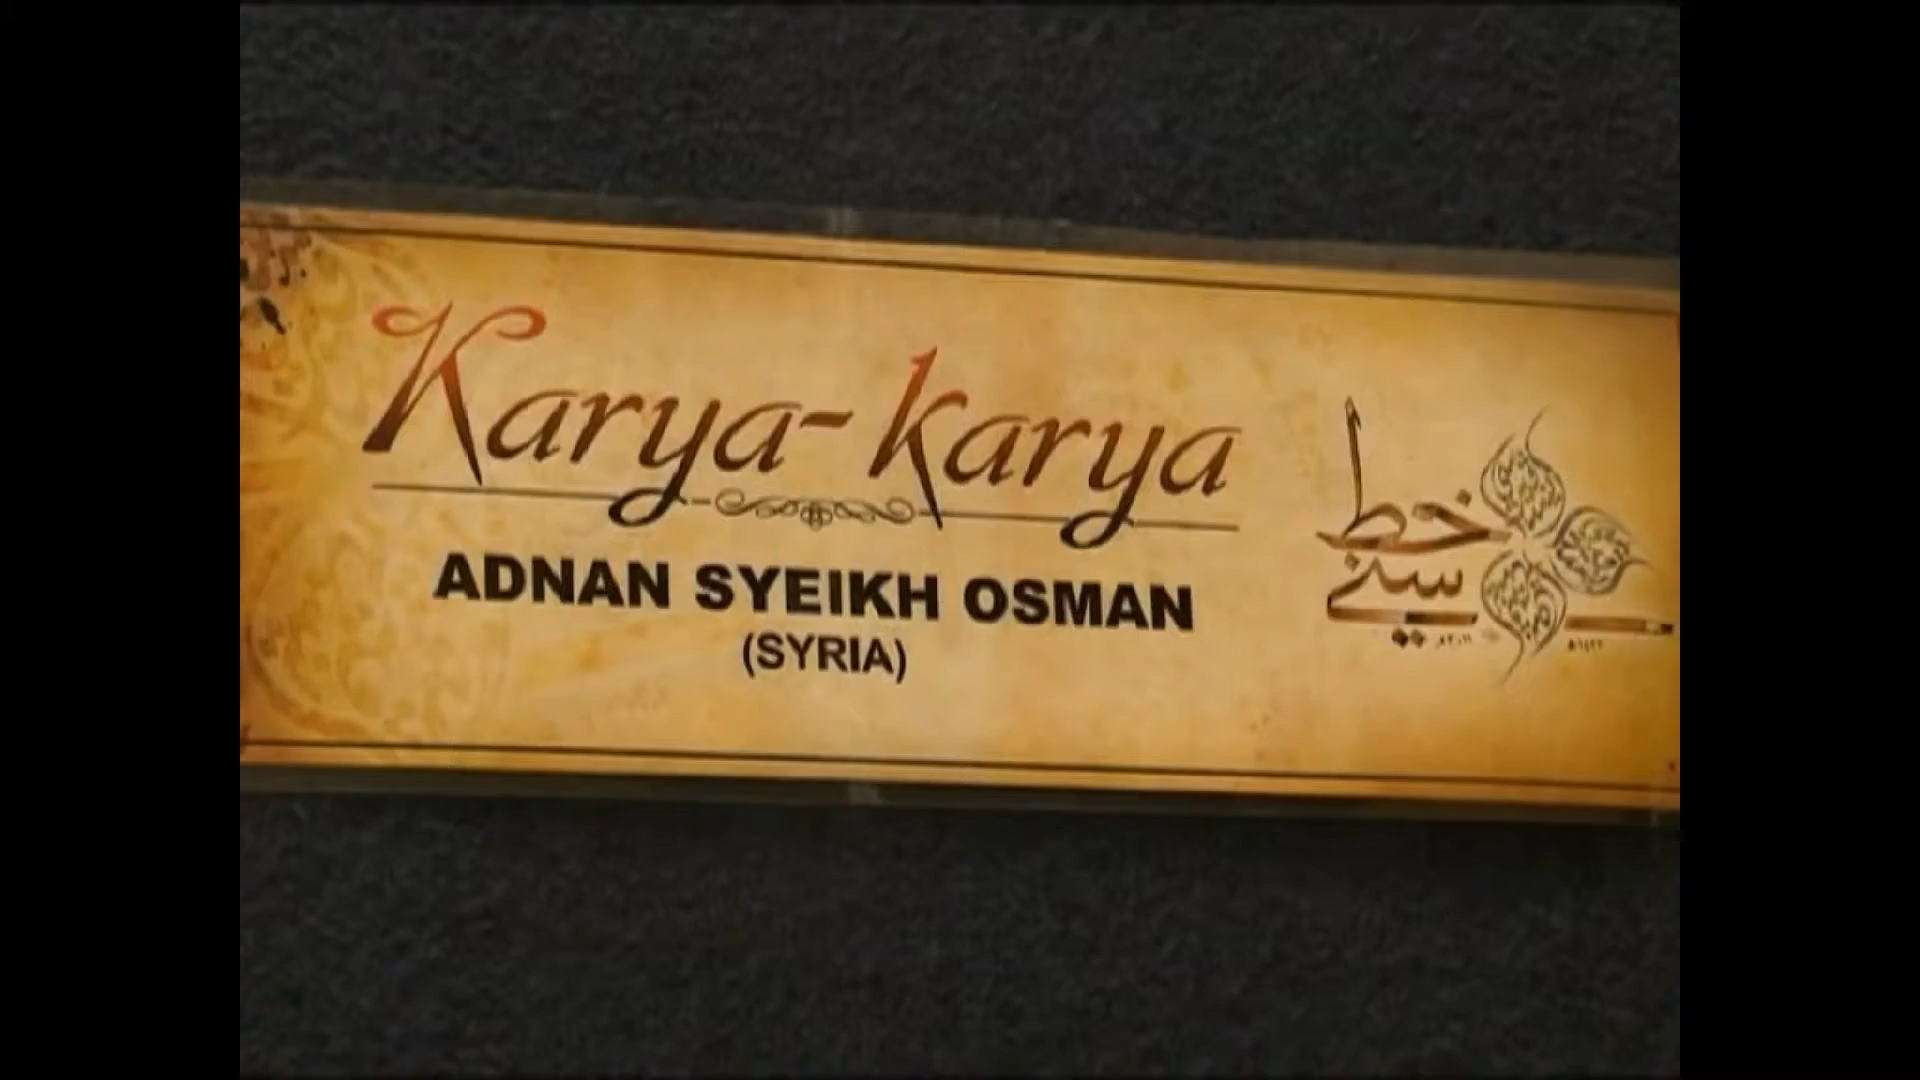 Karya-karya
ADNAN SYEIKH OSMAN
(SYRIA)
خط
سيني